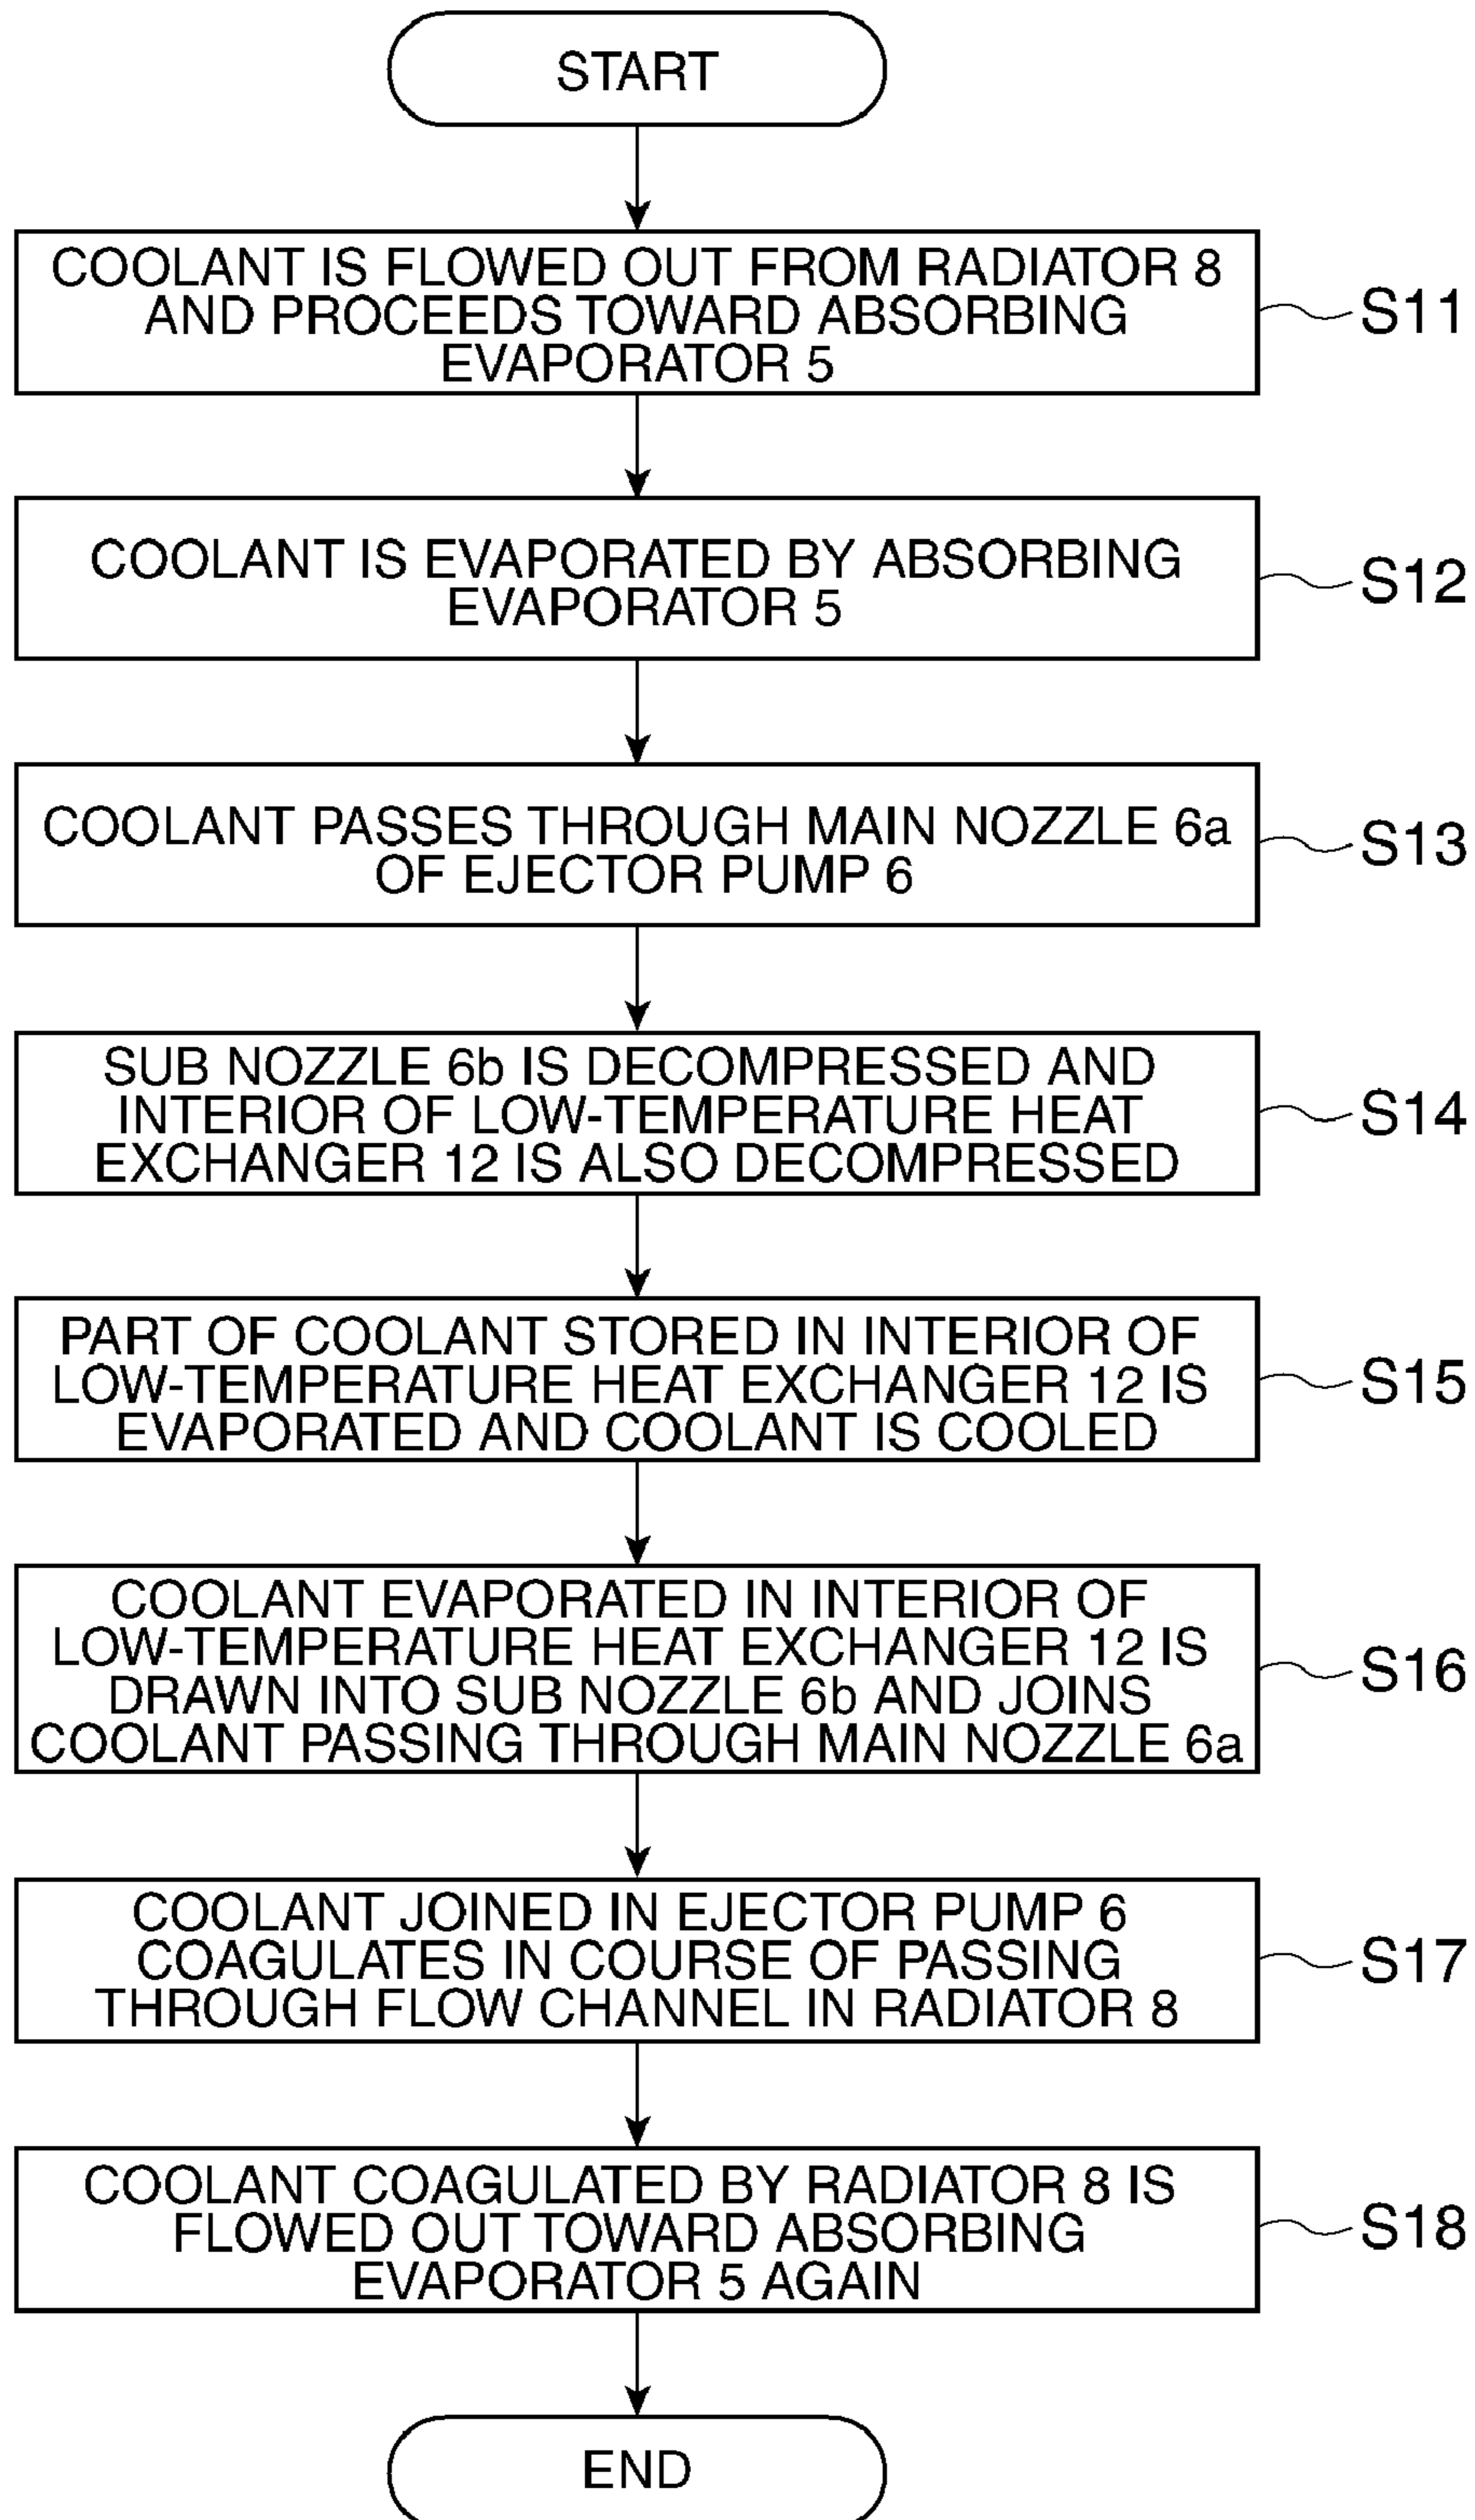 START
COOLANT IS FLOWED OUT FROM RADIATOR 8
AND PROCEEDS TOWARD ABSORBING
EVAPORATOR 5
S11
COOLANT IS EVAPORATED BY ABSORBING
EVAPORATOR 5
S12
COOLANT PASSES THROUGH MAIN NOZZLE 6a
OF EJECTOR PUMP 6
S13
SUB NOZZLE 6b IS DECOMPRESSED AND
INTERIOR OF LOW-TEMPERATURE HEAT
EXCHANGER 12 IS ALSO DECOMPRESSED
S14
PART OF COOLANT STORED IN INTERIOR OF
LOW-TEMPERATURE HEAT EXCHANGER 12 IS
EVAPORATED AND COOLANT IS COOLED
S15
COOLANT EVAPORATED IN INTERIOR OF
LOW-TEMPERATURE HEAT EXCHANGER 12 IS
DRAWN INTO SUB NOZZLE 6b AND JOINS
COOLANT PASSING THROUGH MAIN NOZZLE 6a
S16
COOLANT JOINED IN EJECTOR PUMP 6
COAGULATES IN COURSE OF PASSING
THROUGH FLOW CHANNEL IN RADIATOR 8
S17
COOLANT COAGULATED BY RADIATOR 8 IS
FLOWED OUT TOWARD ABSORBING
EVAPORATOR 5 AGAIN
S18
END